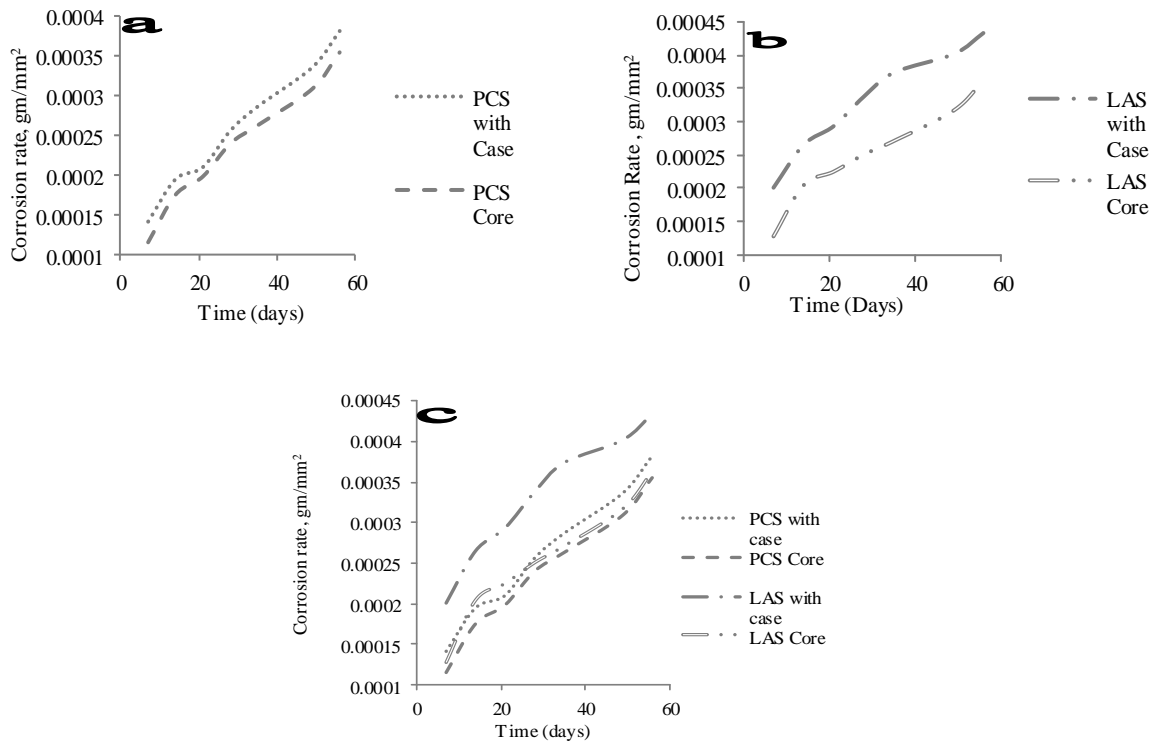 a
Corrosion rate, gm/mm²
0.0004
0.00035
0.0003
0.00025
0.0002
0.00015
0.0001
0
20
40
60
Time (days)
PCS
with
Case
PCS
Core
b
Corrosion Rate , gm/mm²
0.00045
0.0004
0.00035
0.0003
0.00025
0.0002
0.00015
0.0001
0
20
40
60
Time (Days)
LAS
with
Case
LAS
Core
c
Corrosion rate, gm/mm²
0.00045
0.0004
0.00035
0.0003
0.00025
0.0002
0.00015
0.0001
0
20
40
60
Time (days)
PCS with
case
PCS Core
LAS with
case
LAS Core